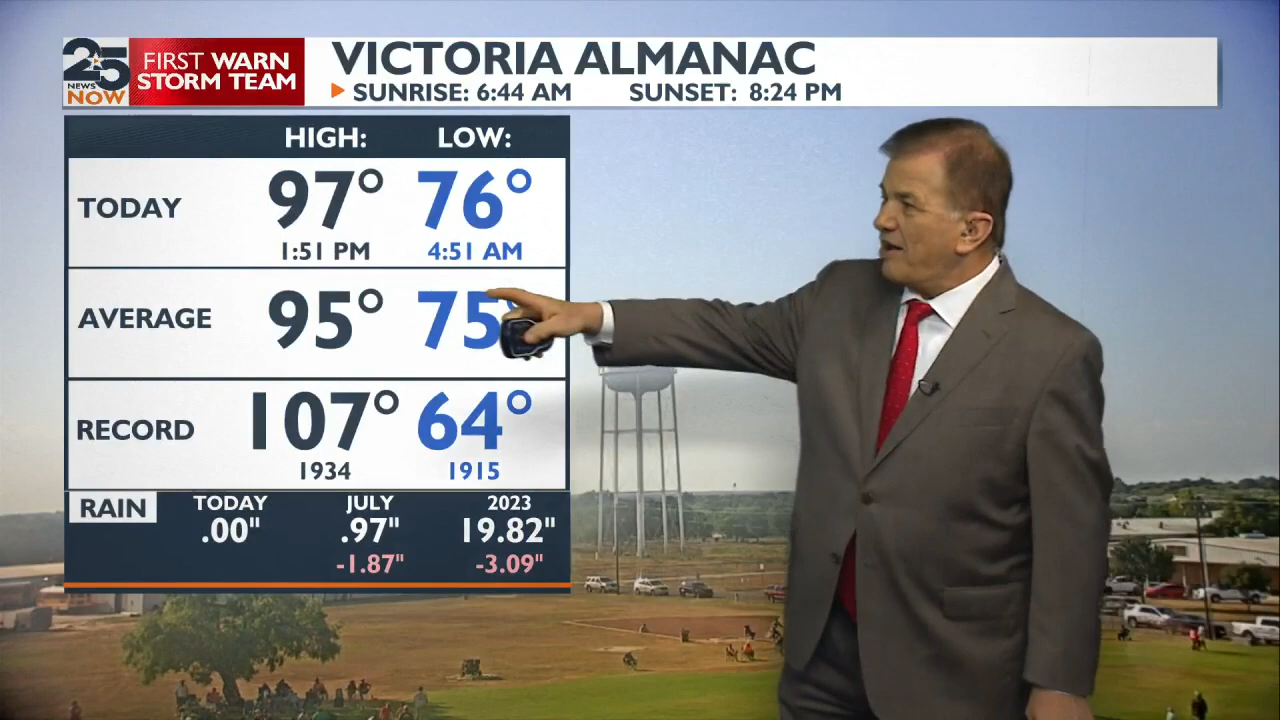 25
NEWS
NOW
FIRST WARN
STORM TEAM
VICTORIA ALMANAC
SUNRISE: 6:44 AM SUNSET: 8:24 PM
HIGH: LOW:
TODAY 97° 76°
1:51 PM 4:51 AM
AVERAGE 95° 75°
RECORD 107° 64°
1934 1915
RAIN TODAY JULY 2023
.00" .97" 19.82"
-1.87" -3.09"